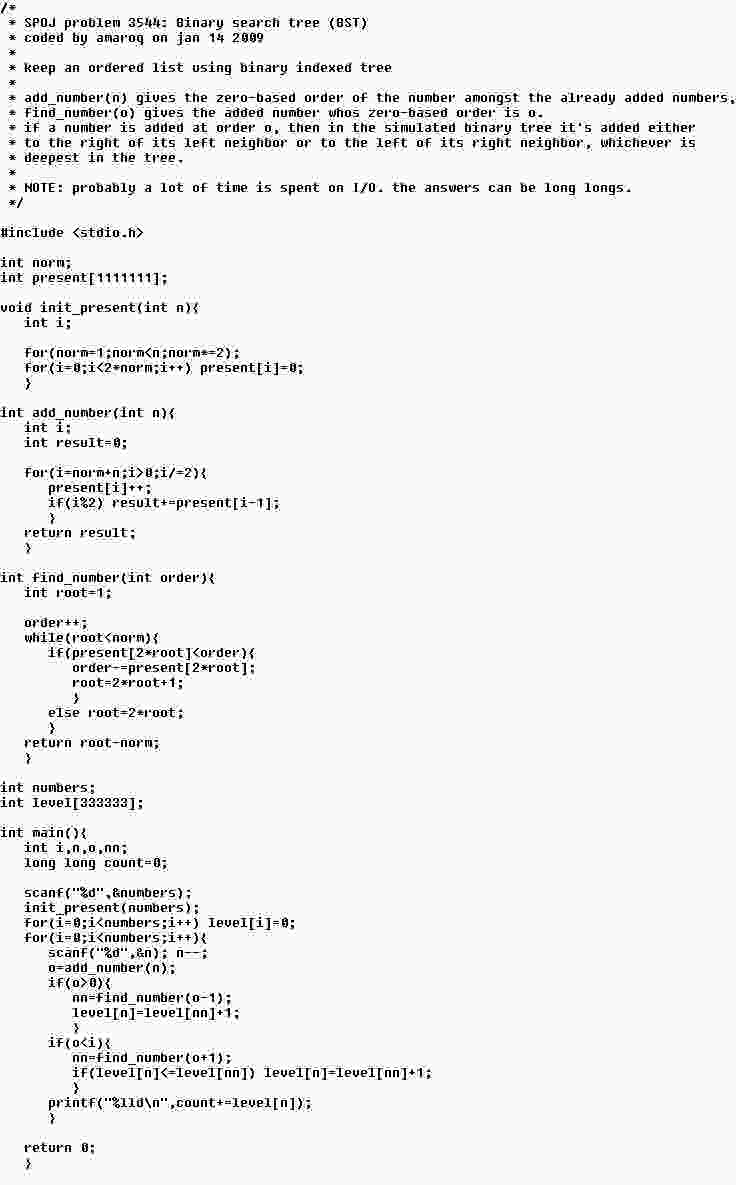 /*
 * SPOJ problem 3544: Binary search tree (BST)
 * coded by amaroq on jan 14 2009
 *
 * keep an ordered list using binary indexed tree
 *
 * add_number(n) gives the zero-based order of the number amongst the already added numbers,
 * find_number(o) gives the added number whos zero-based order is o.
 * if a number is added at order o, then in the simulated binary tree it's added either
 * to the right of its left neighbor or to the left of its right neighbor, whichever is
 * deepest in the tree.
 *
 * NOTE: probably a lot of time is spent on I/O. the answers can be long longs.
 */

#include <stdio.h>

int norm;
int present[1111111];

void init_present(int n){
   int i;

   for(norm=1;norm<n;norm*=2);
   for(i=0;i<2*norm;i++) present[i]=0;
   }

int add_number(int n){
   int i;
   int result=0;

   for(i=norm+n;i>0;i/=2){
      present[i]++;
      if(i%2) result+=present[i-1];
      }
   return result;
   }

int find_number(int order){
   int root=1;

   order++;
   while(root<norm){
      if(present[2*root]<order){
         order-=present[2*root];
         root=2*root+1;
         }
      else root=2*root;
      }
   return root-norm;
   }

int numbers;
int level[333333];

int main(){
   int i,n,o,nn;
   long long count=0;

   scanf("%d",&numbers);
   init_present(numbers);
   for(i=0;i<numbers;i++) level[i]=0;
   for(i=0;i<numbers;i++){
      scanf("%d",&n); n--;
      o=add_number(n);
      if(o>0){
         nn=find_number(o-1);
         level[n]=level[nn]+1;
         }
      if(o<i){
         nn=find_number(o+1);
         if(level[n]<=level[nn]) level[n]=level[nn]+1;
         }
      printf("%lld\n",count+=level[n]);
      }

   return 0;
   }